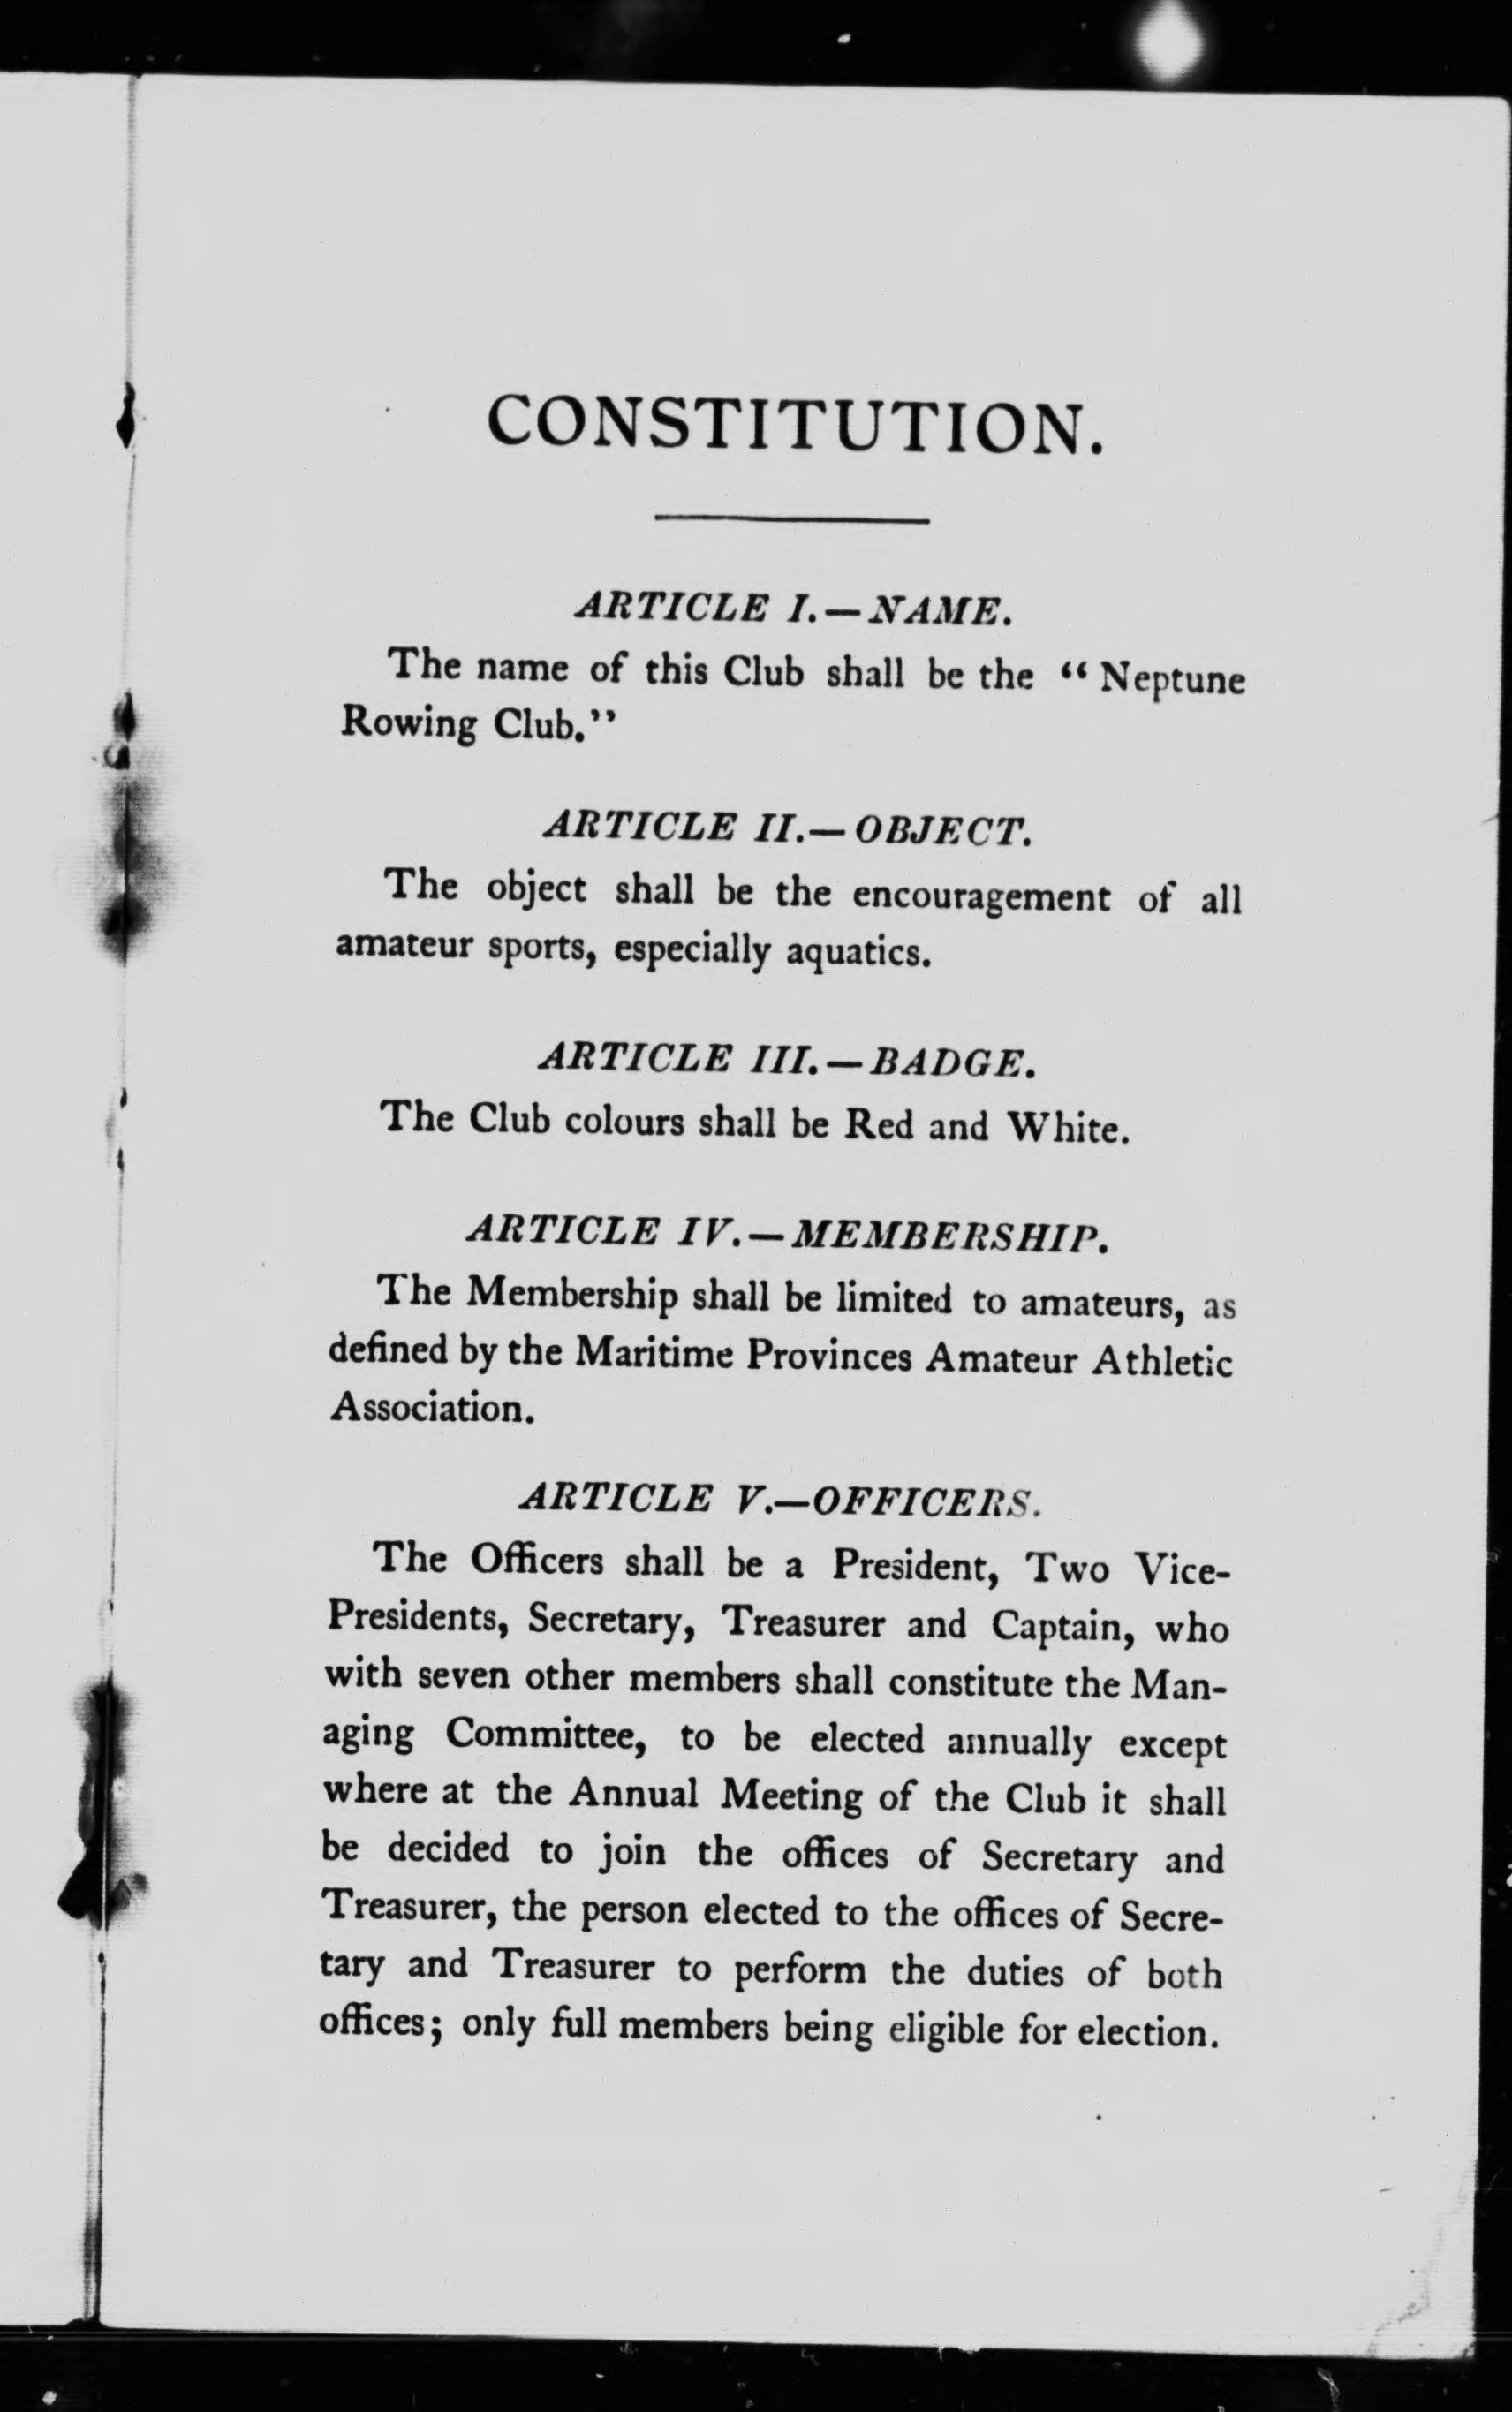 CONSTITUTION.
ARTICLE I.—NAME.
The name of this Club shall be the “ Neptune
Rowing Club.”
ARTICLE II.—OBJECT.
The object shall be the encouragement of all
amateur sports, especially aquatics.
ARTICLE III.—BADGE.
The Club colours shall be Red and White.
ARTICLE IV.—MEMBERSHIP.
The Membership shall be limited to amateurs, as
defined by the Maritime Provinces Amateur Athletic
Association.
ARTICLE V.—OFFICERS.
The Officers shall be a President, Two Vice-
Presidents, Secretary, Treasurer and Captain, who
with seven other members shall constitute the Man-
aging Committee, to be elected annually except
where at the Annual Meeting of the Club it shall
be decided to join the offices of Secretary and
Treasurer, the person elected to the offices of Secre-
tary and Treasurer to perform the duties of both
offices; only full members being eligible for election.